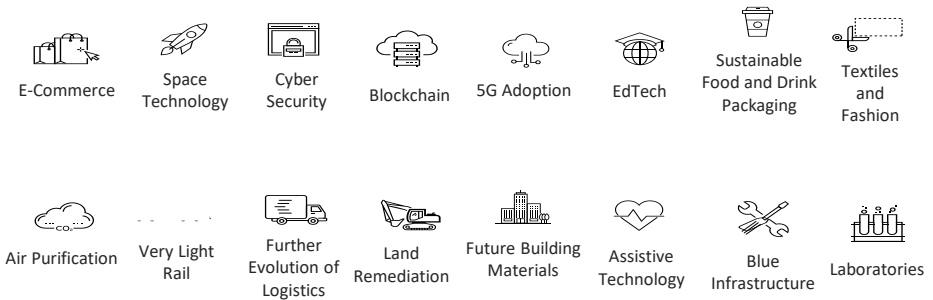 E-Commerce
Space
Technology
Cyber
Security
Blockchain
5G Adoption
EdTech
Sustainable
Food and Drink
Packaging
Textiles
and
Fashion
CO₂
Air Purification
Very Light
Rail
Further
Evolution of
Logistics
Land
Remediation
Future Building
Materials
Assistive
Technology
Blue
Infrastructure
Laboratories